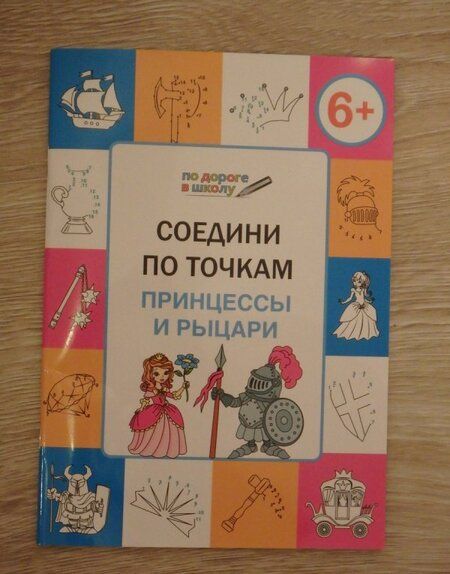 6+
по дороге
в школу
СОЕДИНИ
ПО ТОЧКАМ
ПРИНЦЕССЫ
И РЫЦАРИ